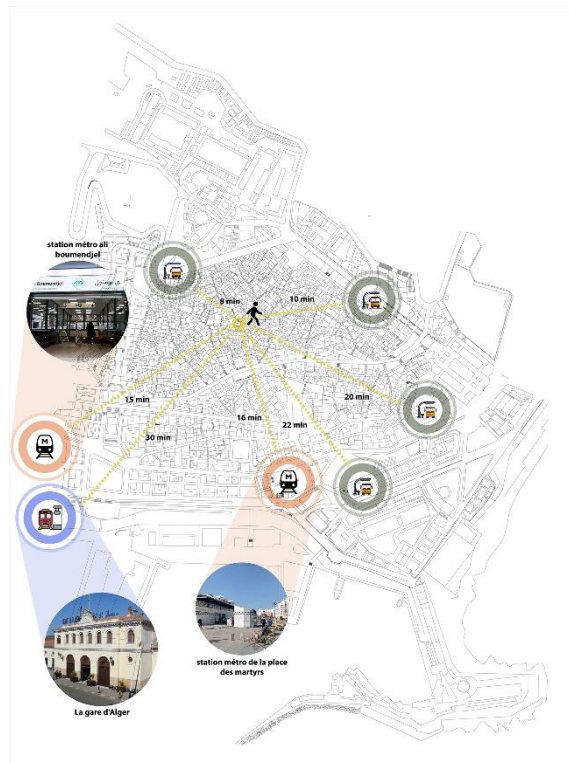 station métro ali
boumendjel
8 min
10 min
15 min
20 min
16 min
22 min
30 min
M
M
station métro de la place
des martyrs
La gare d'Alger